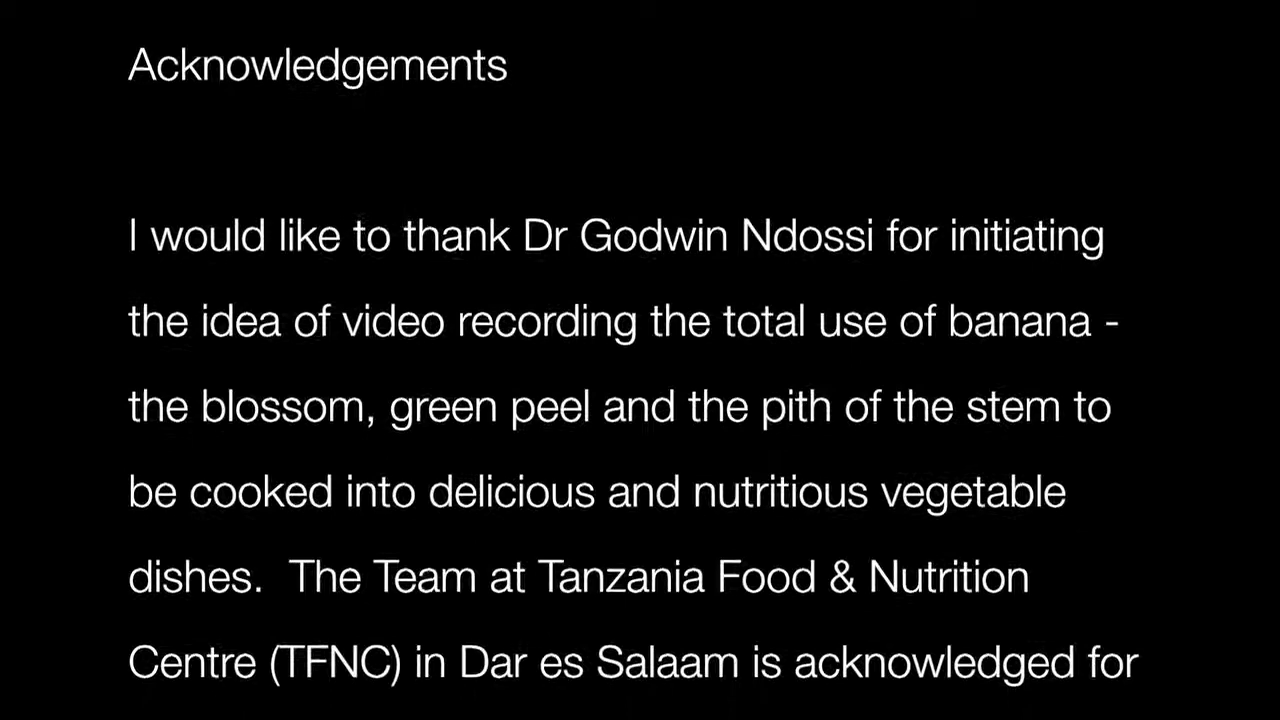 Acknowledgements
I would like to thank Dr Godwin Ndossi for initiating
the idea of video recording the total use of banana -
the blossom, green peel and the pith of the stem to
be cooked into delicious and nutritious vegetable
dishes.  The Team at Tanzania Food & Nutrition
Centre (TFNC) in Dar es Salaam is acknowledged for